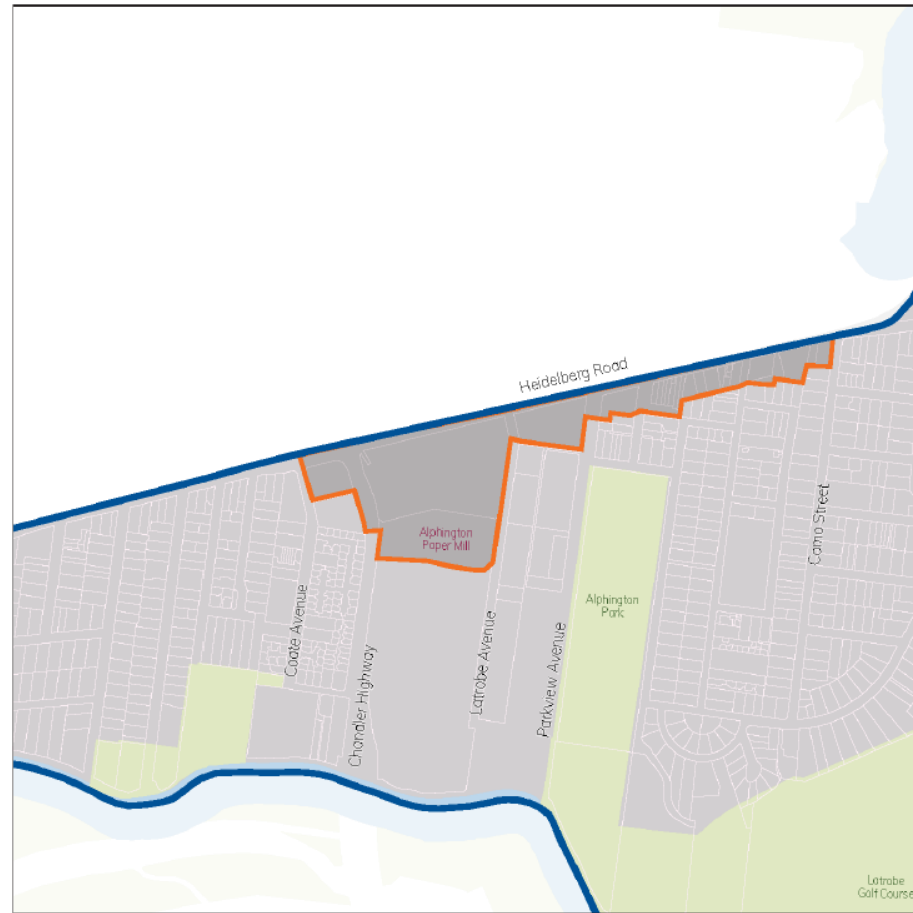 Heidelberg Road
Alphington
Paper Mill
Como Street
Alphington
Park
Coate Avenue
Latrobe Avenue
Parkview Avenue
Chandler Highway
Latrobe
Golf Course